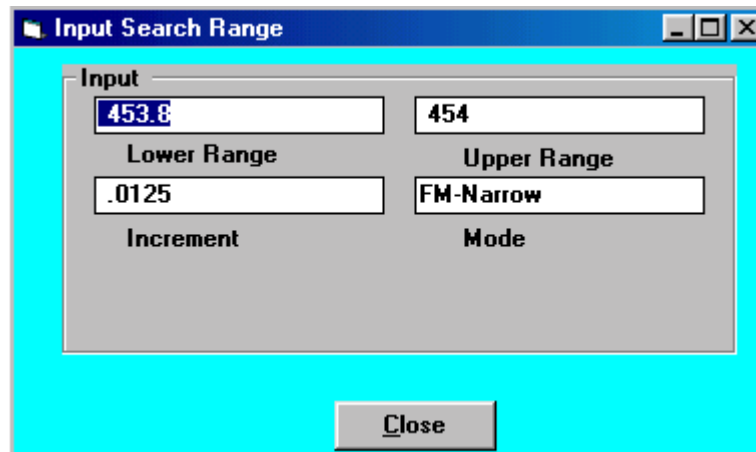 Input Search Range
Input
453.8 454
Lower Range Upper Range
.0125 FM-Narrow
Increment Mode
Close